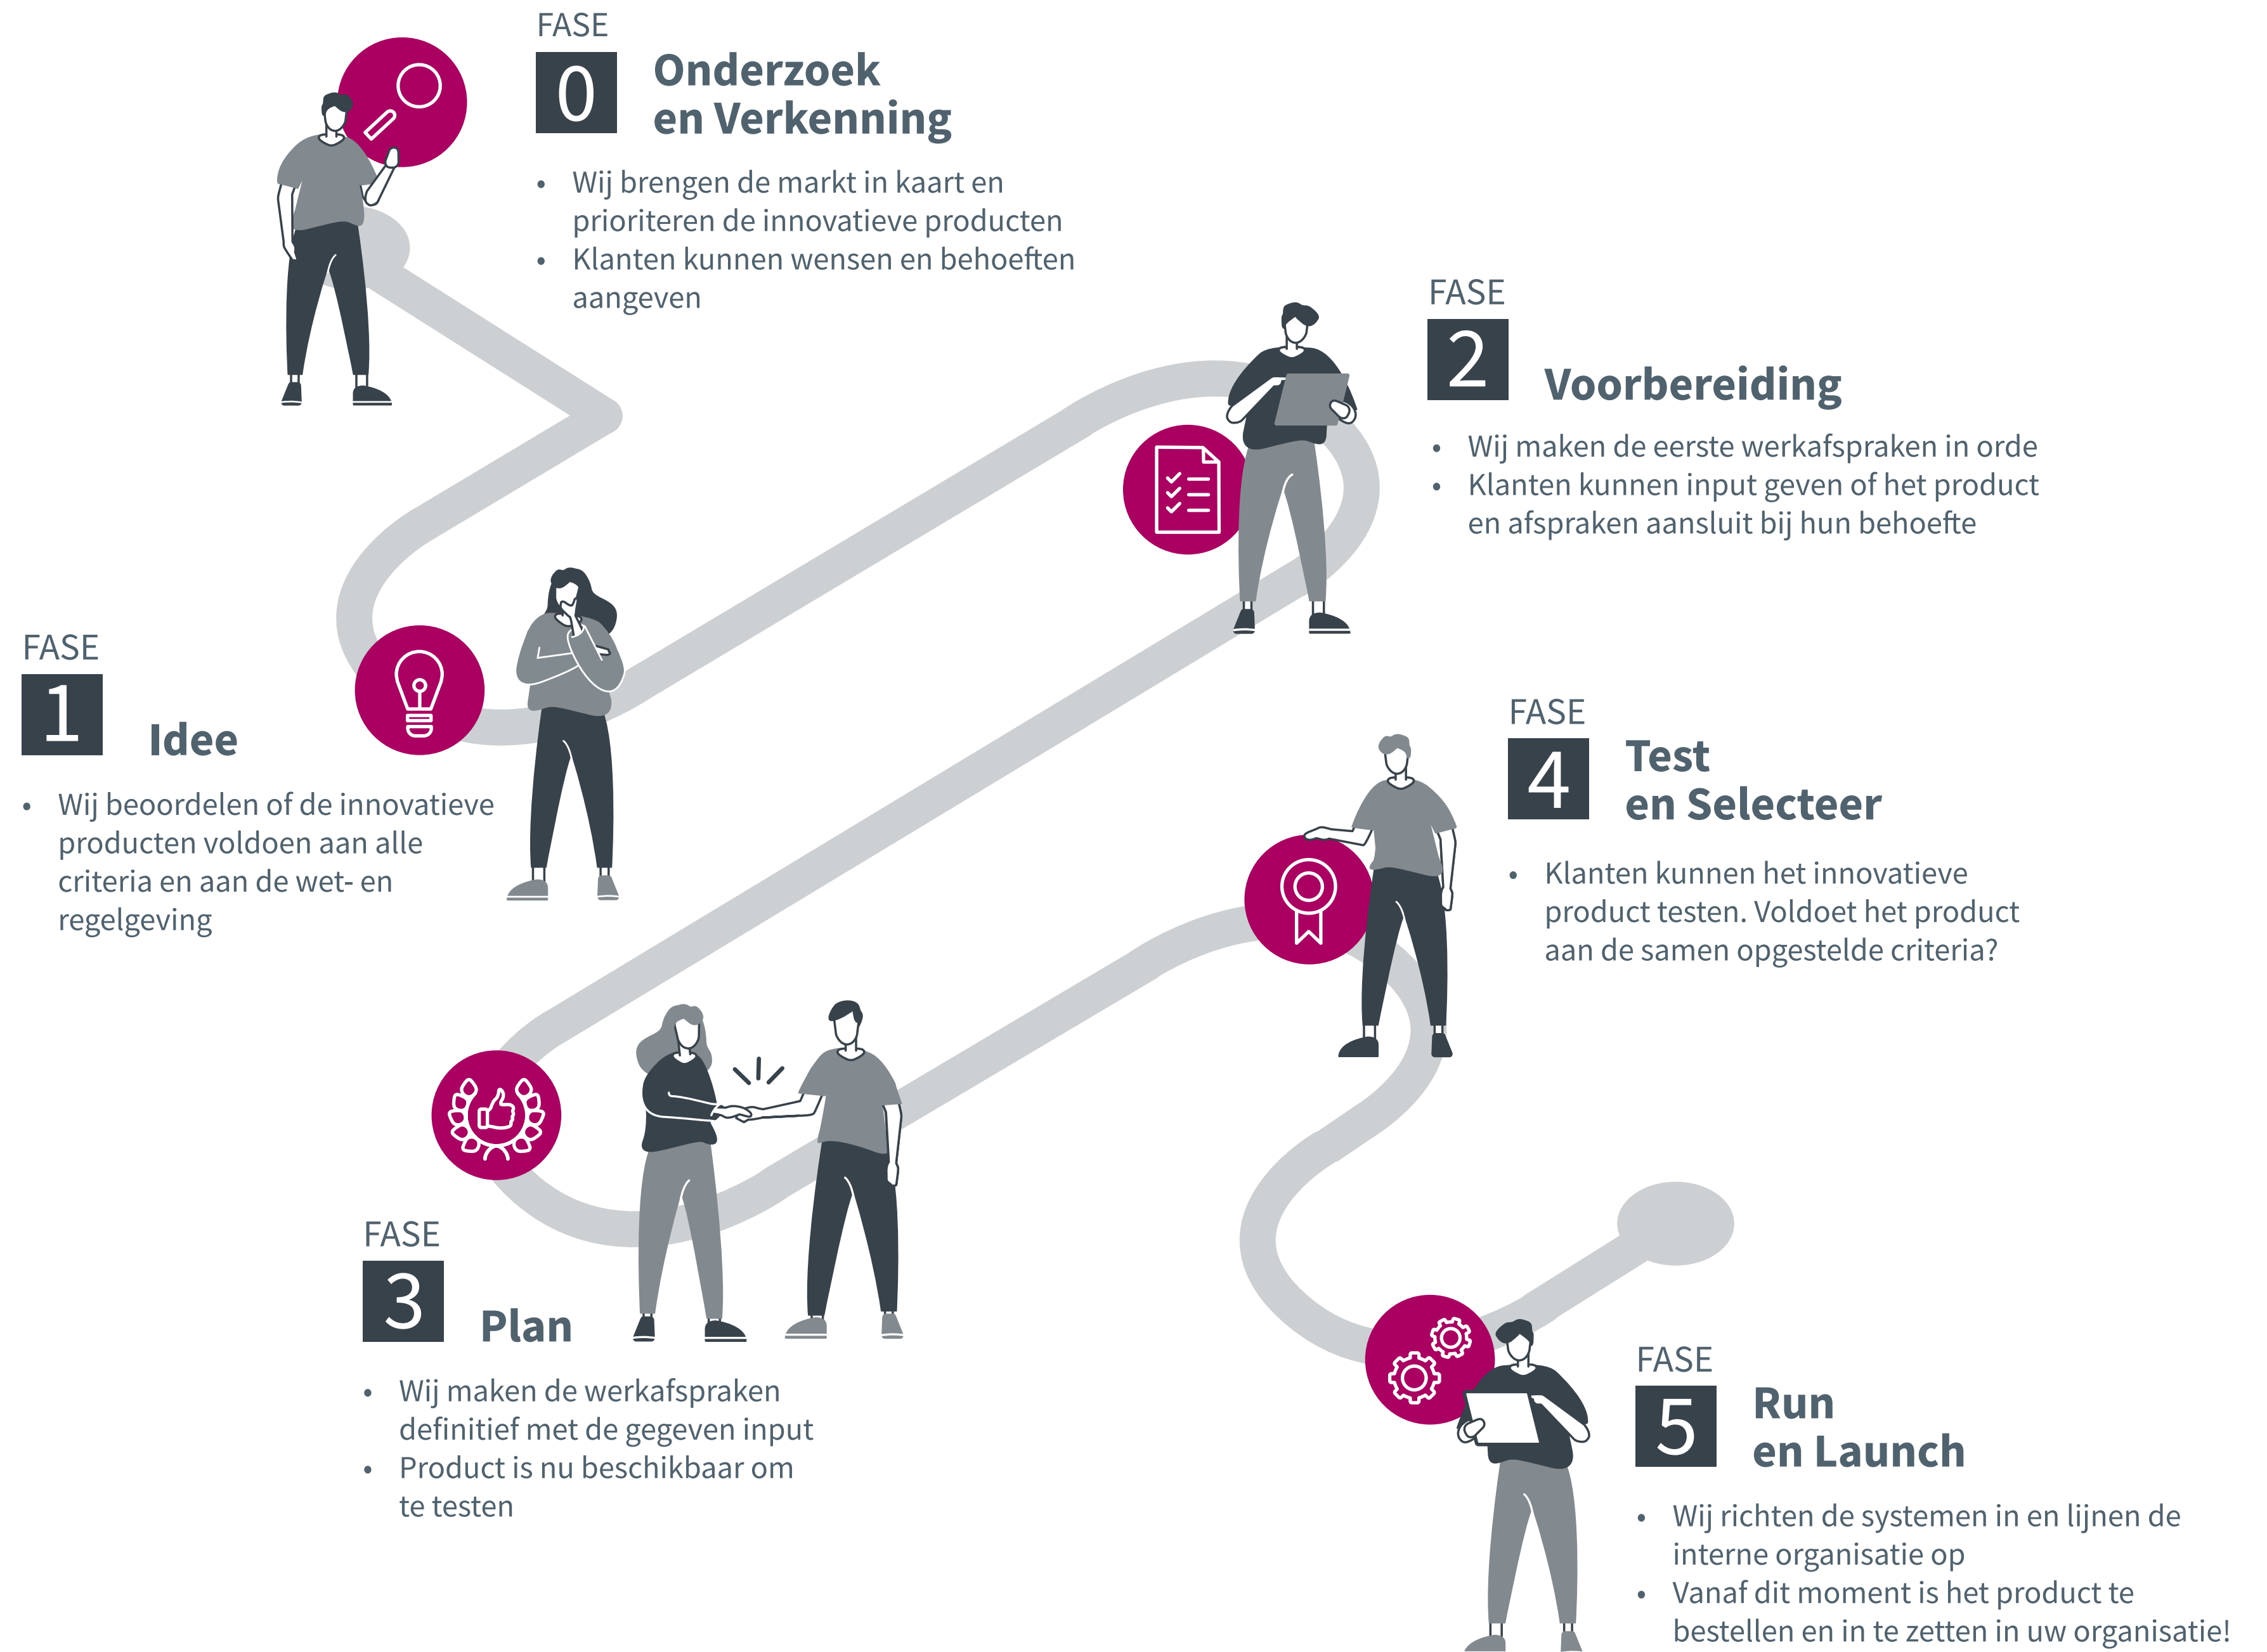 FASE
0
Onderzoek
en Verkenning
• Wij brengen de markt in kaart en
prioriteren de innovatieve producten
• Klanten kunnen wensen en behoeften
aangeven
FASE
1
Idee
• Wij beoordelen of de innovatieve
producten voldoen aan alle
criteria en aan de wet- en
regelgeving
FASE
2
Voorbereiding
• Wij maken de eerste werkafspraken in orde
• Klanten kunnen input geven of het product
en afspraken aansluit bij hun behoefte
FASE
3
Plan
• Wij maken de werkafspraken
definitief met de gegeven input
• Product is nu beschikbaar om
te testen
FASE
4
Test
en Selecteer
• Klanten kunnen het innovatieve
product testen. Voldoet het product
aan de samen opgestelde criteria?
FASE
5
Run
en Launch
• Wij richten de systemen in en lijnen de
interne organisatie op
• Vanaf dit moment is het product te
bestellen en in te zetten in uw organisatie!